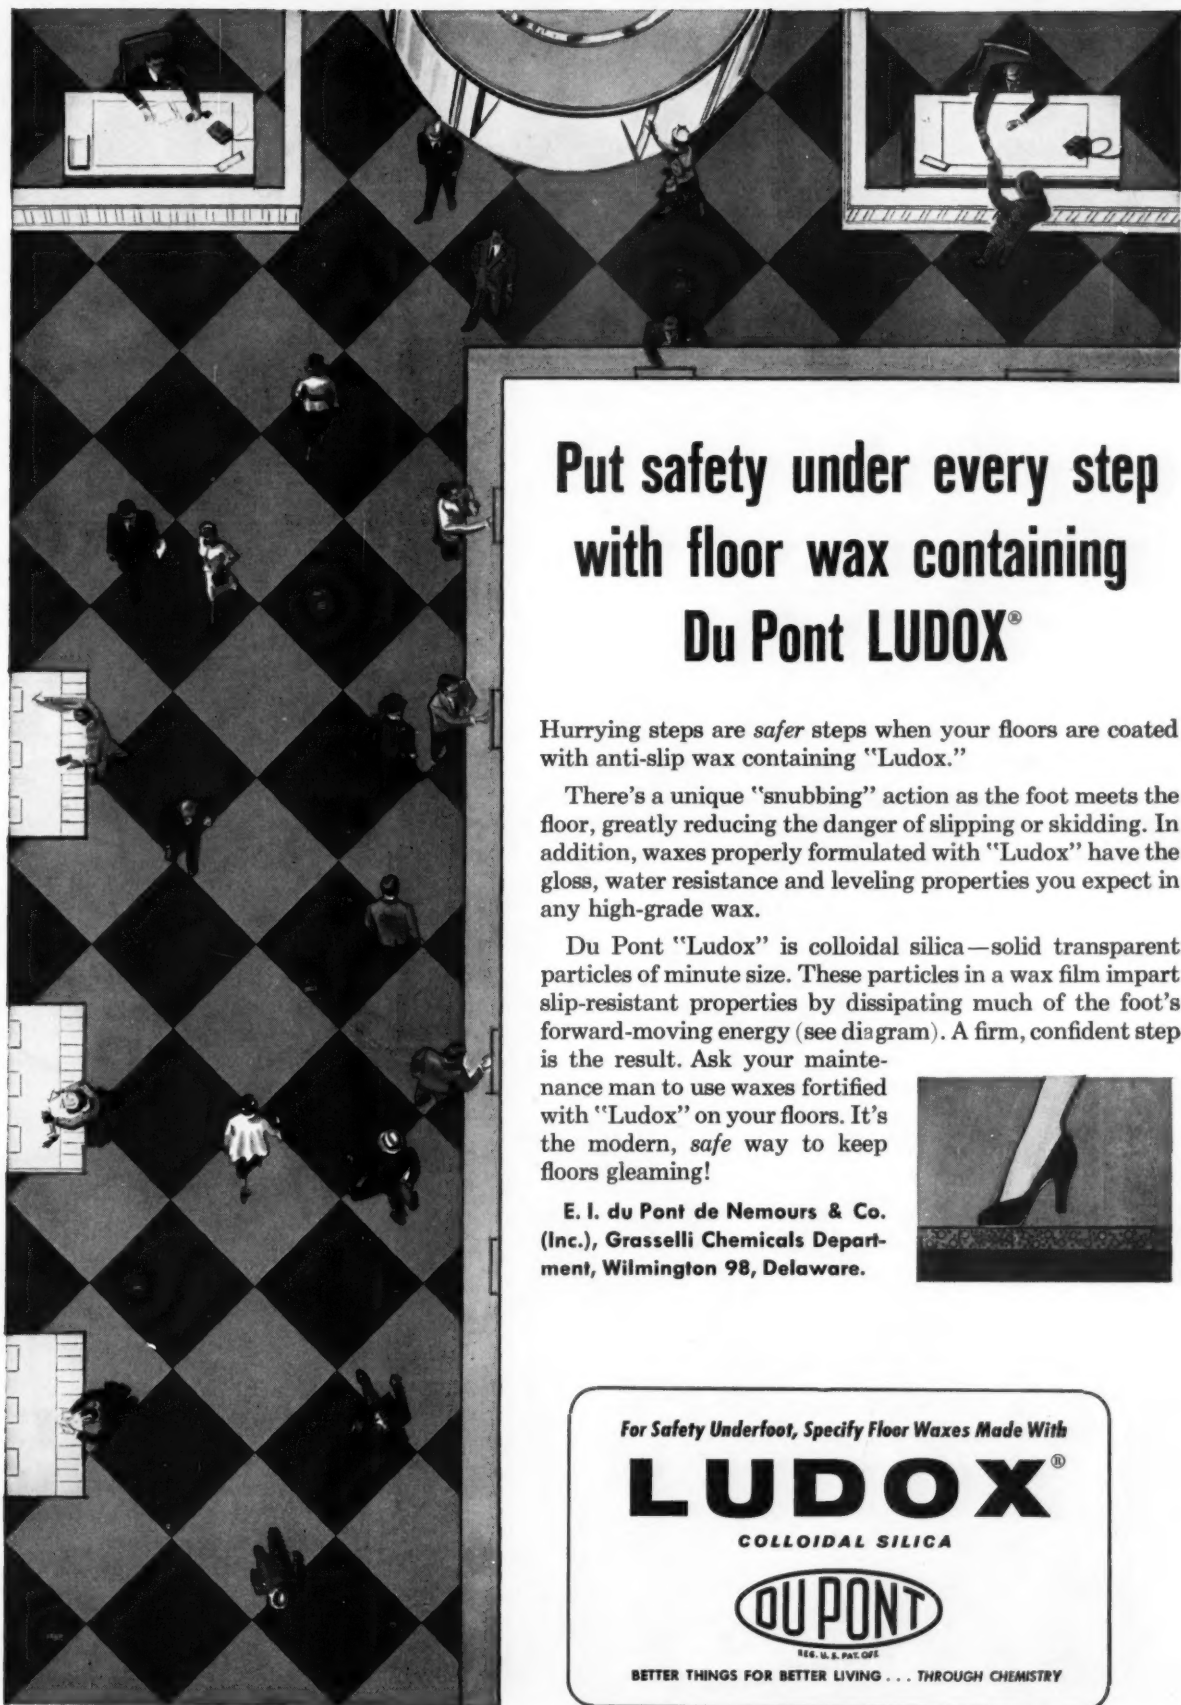 Put safety under every step
with floor wax containing
Du Pont LUDOX®
Hurrying steps are safer steps when your floors are coated
with anti-slip wax containing "Ludox."
There's a unique "snubbing" action as the foot meets the
floor, greatly reducing the danger of slipping or skidding. In
addition, waxes properly formulated with "Ludox" have the
gloss, water resistance and leveling properties you expect in
any high-grade wax.
Du Pont "Ludox" is colloidal silica—solid transparent
particles of minute size. These particles in a wax film impart
slip-resistant properties by dissipating much of the foot's
forward-moving energy (see diagram). A firm, confident step
is the result. Ask your mainte-
nance man to use waxes fortified
with "Ludox" on your floors. It's
the modern, safe way to keep
floors gleaming!
E. I. du Pont de Nemours & Co.
(Inc.), Grasselli Chemicals Depart-
ment, Wilmington 98, Delaware.
For Safety Underfoot, Specify Floor Waxes Made With
LUDOX®
COLLOIDAL SILICA
DU PONT
REG. U. S. PAT. OFF.
BETTER THINGS FOR BETTER LIVING . . . THROUGH CHEMISTRY